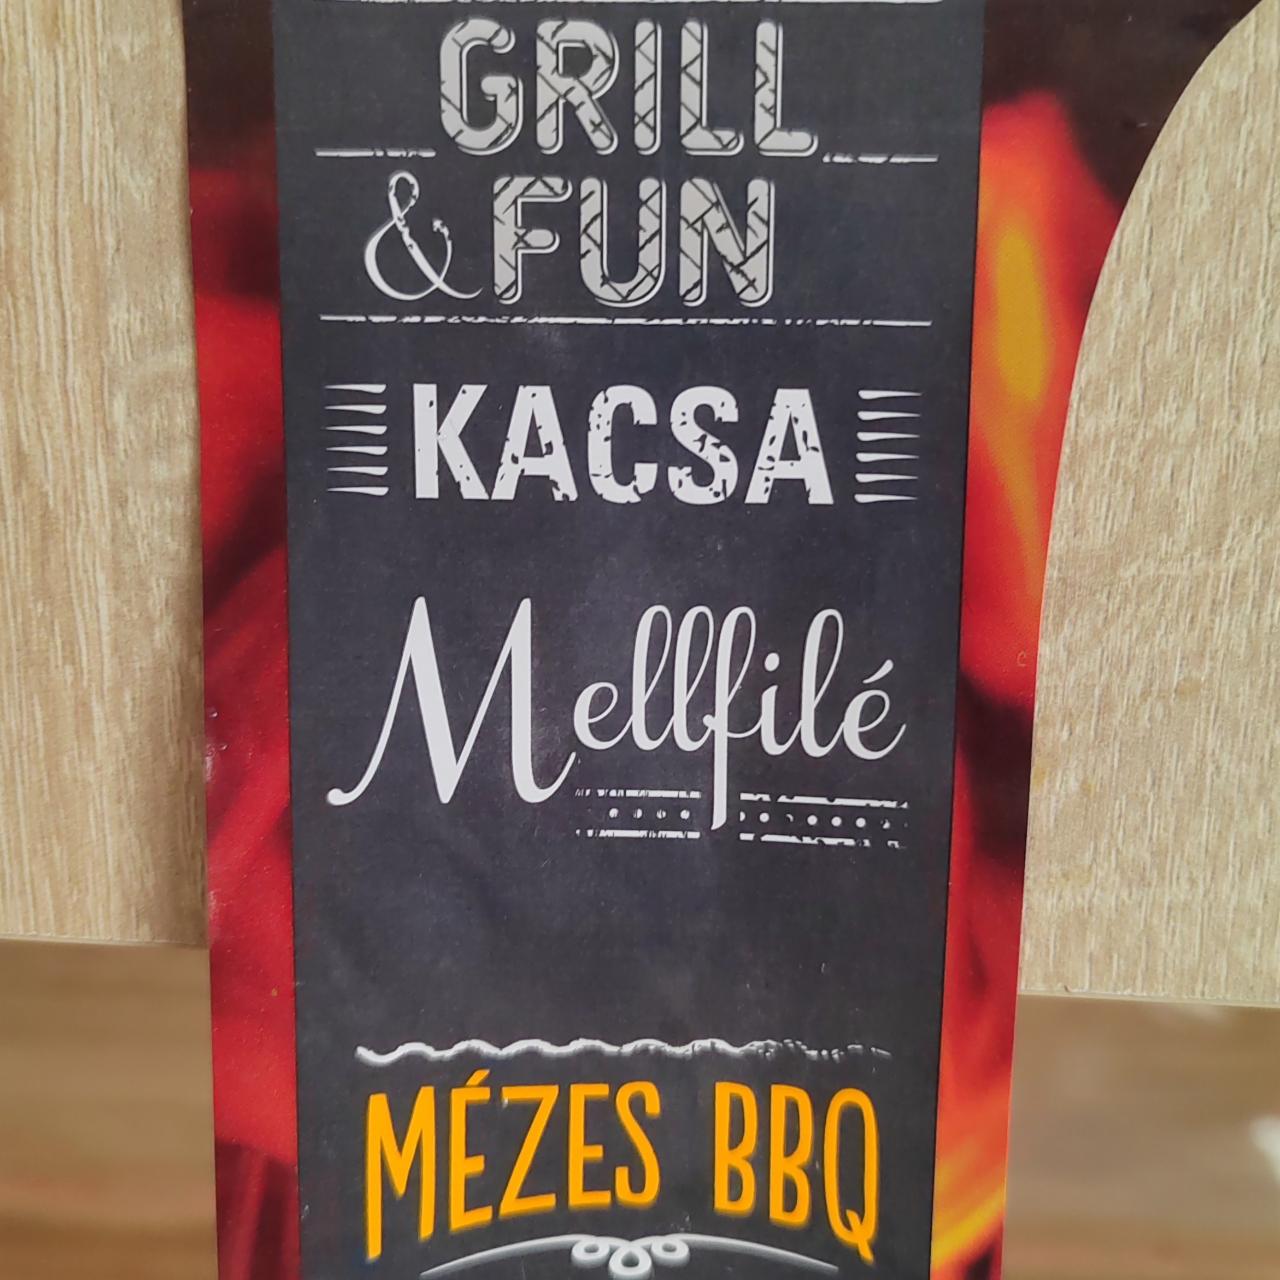 GRILL
& FUN
KACSA
Mellfilé
MÉZES BBQ